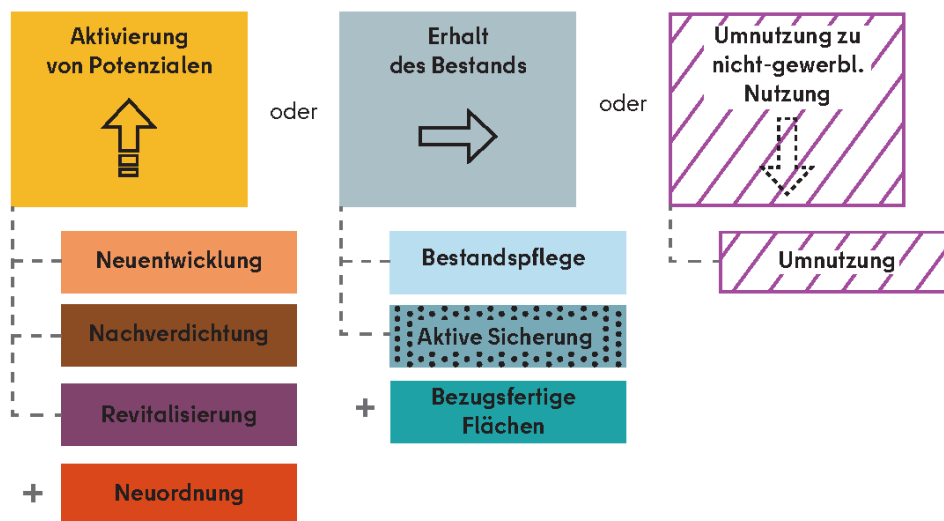 Aktivierung
von Potenzialen
oder
Erhalt
des Bestands
oder
Umnutzung zu
nicht-gewerbl.
Nutzung
Neuentwicklung
Nachverdichtung
Revitalisierung
+
Neuordnung
Bestandspflege
Aktive Sicherung
+
Bezugsfertige
Flächen
Umnutzung